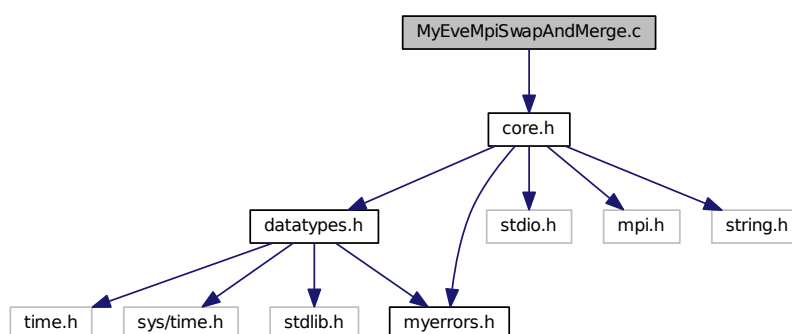 MyEveMpiSwapAndMerge.c
core.h
datatypes.h
stdio.h
mpi.h
string.h
time.h
sys/time.h
stdlib.h
myerrors.h